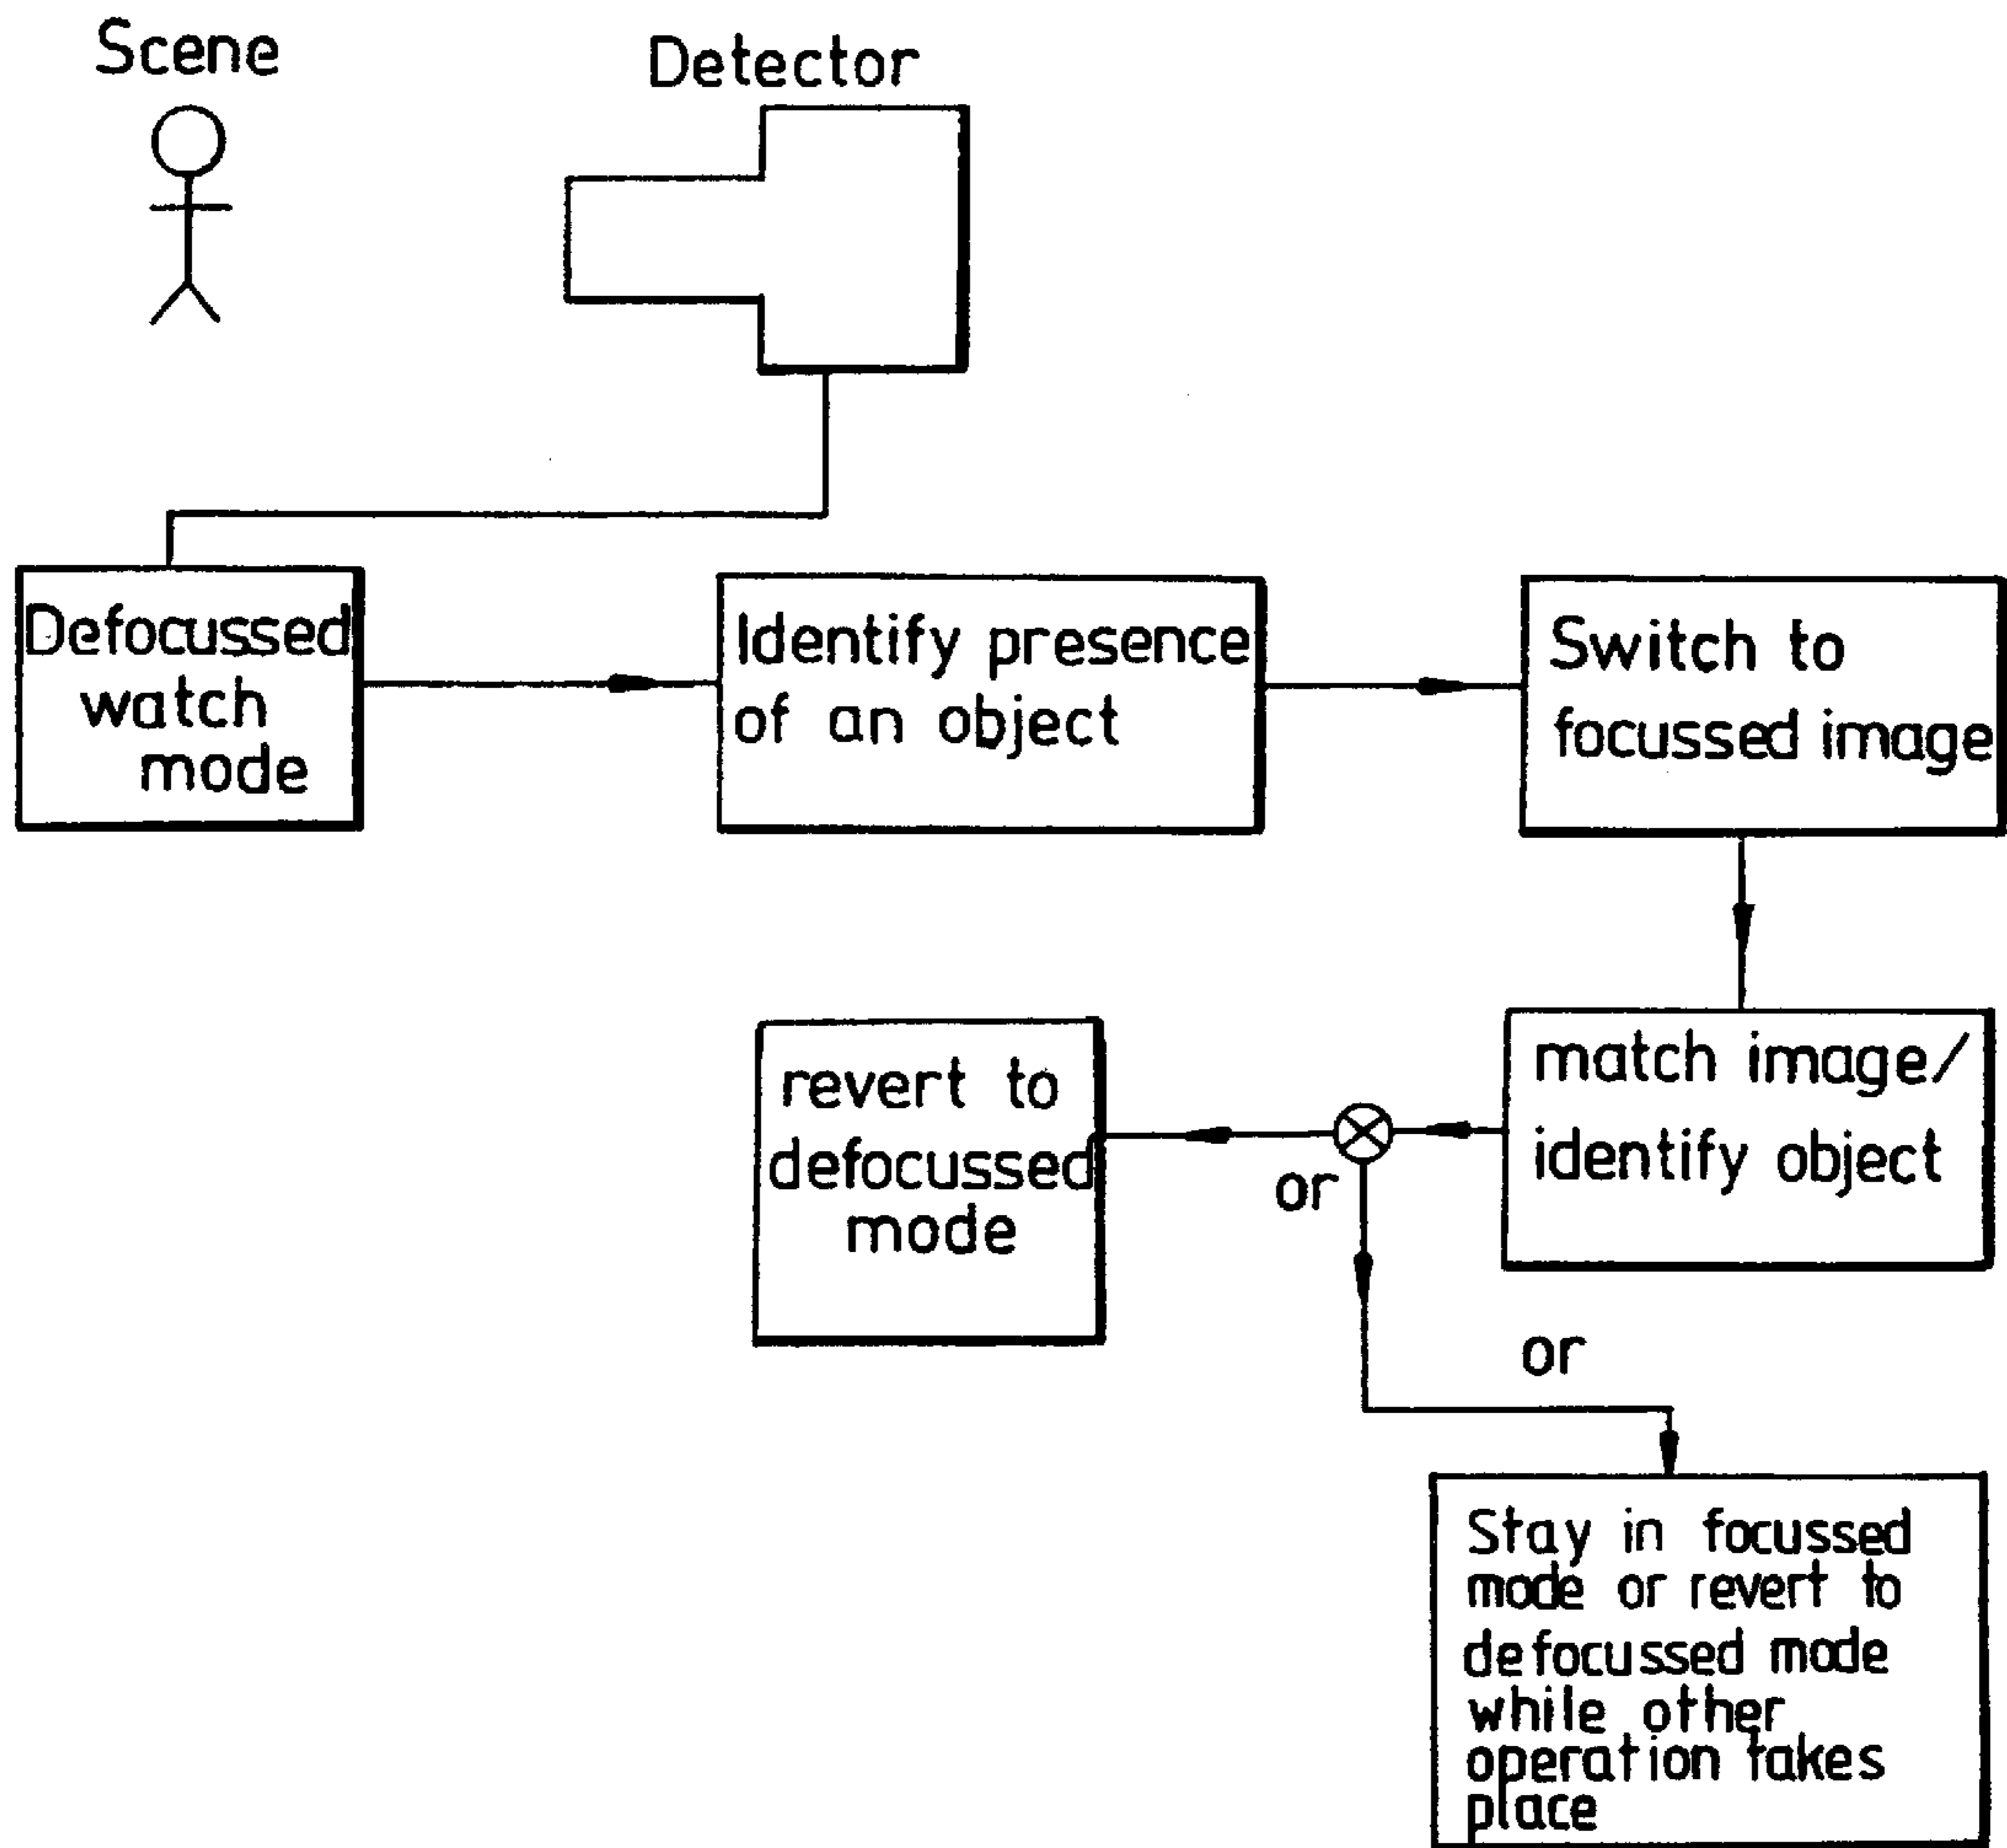 Scene
Detector
Defocussed
watch
mode
Identify presence
of an object
Switch to
focussed image
match image/
identify object
or
revert to
defocussed
mode
or
Stay in focussed
mode or revert to
defocussed mode
while other
operation takes
place